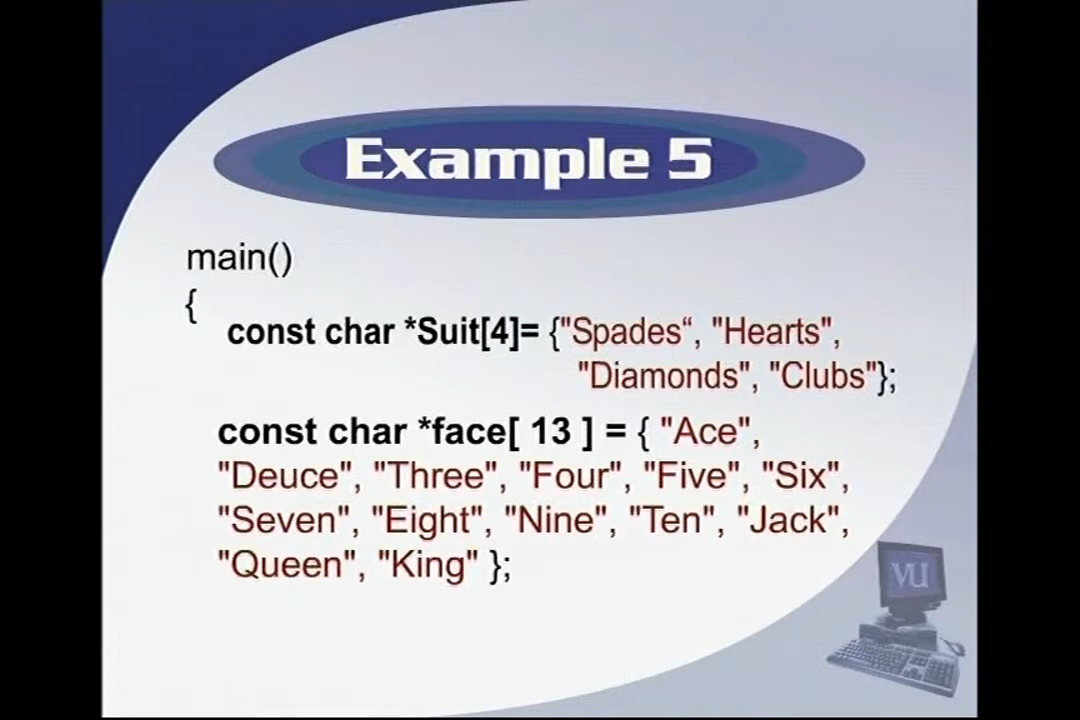 Example 5
main()
{
const char *Suit[4]= {"Spades“, "Hearts",
"Diamonds", "Clubs"};
const char *face[ 13 ] = { "Ace",
"Deuce", "Three", "Four", "Five", "Six",
"Seven", "Eight", "Nine", "Ten", "Jack",
"Queen", "King" };
VU